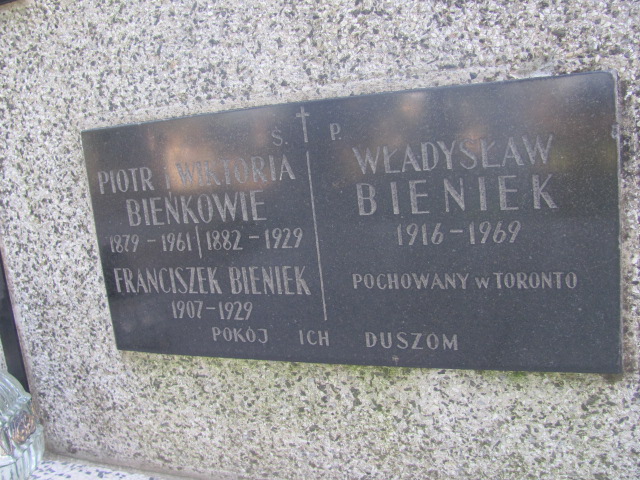 Ś. P.
PIOTR I WIKTORIA
BIEŃKOWIE
1879 - 1961 | 1882 - 1929
FRANCISZEK BIENIEK
1907 - 1929
WŁADYSŁAW
BIENIEK
1916 - 1969
POCHOWANY w TORONTO
POKÓJ ICH DUSZOM